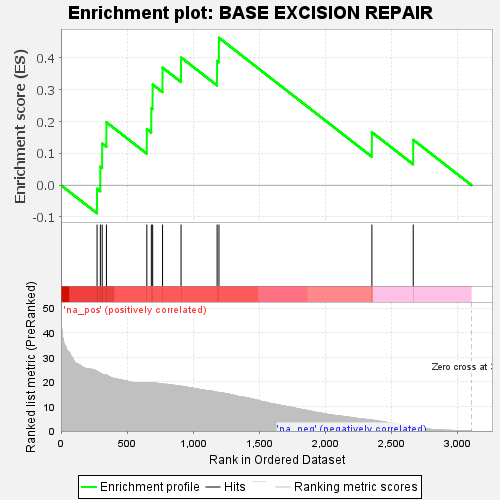 Enrichment plot: BASE EXCISION REPAIR
Enrichment score (ES)
0.4
0.3
0.2
0.1
0.0
-0.1
Ranked list metric (PreRanked)
50
40
30
20
10
0
'na_pos' (positively correlated)
Zero cross at 3
'na_neg' (negatively correlated)
0
500
1,000
1,500
2,000
2,500
3,000
Rank in Ordered Dataset
Enrichment profile
Hits
Ranking metric scores